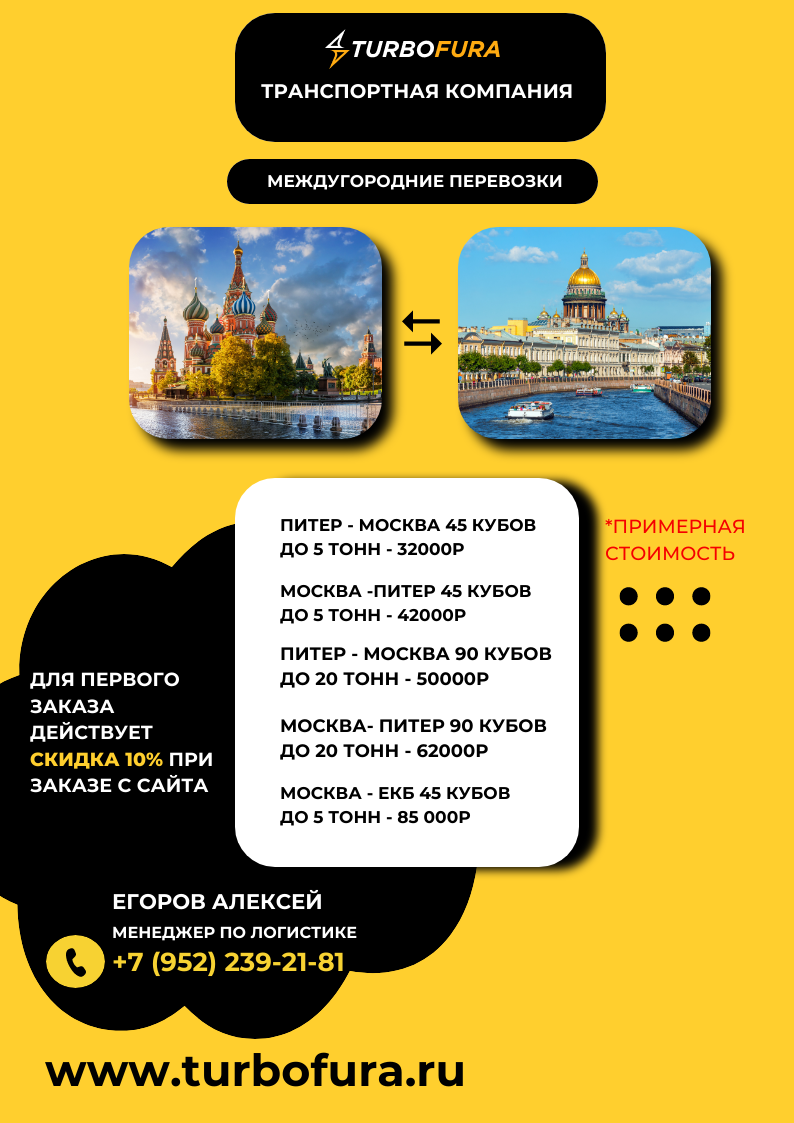 TURBOFURA
ТРАНСПОРТНАЯ КОМПАНИЯ
МЕЖДУГОРОДНИЕ ПЕРЕВОЗКИ
ПИТЕР - МОСКВА 45 КУБОВ
ДО 5 ТОНН - 32000Р
МОСКВА -ПИТЕР 45 КУБОВ
ДО 5 ТОНН - 42000Р
ПИТЕР - МОСКВА 90 КУБОВ
ДО 20 ТОНН - 50000Р
МОСКВА- ПИТЕР 90 КУБОВ
ДО 20 ТОНН - 62000Р
МОСКВА - ЕКБ 45 КУБОВ
ДО 5 ТОНН - 85 000Р
*ПРИМЕРНАЯ
СТОИМОСТЬ
ДЛЯ ПЕРВОГО
ЗАКАЗА
ДЕЙСТВУЕТ
СКИДКА 10% ПРИ
ЗАКАЗЕ С САЙТА
ЕГОРОВ АЛЕКСЕЙ
МЕНЕДЖЕР ПО ЛОГИСТИКЕ
+7 (952) 239-21-81
www.turbofura.ru